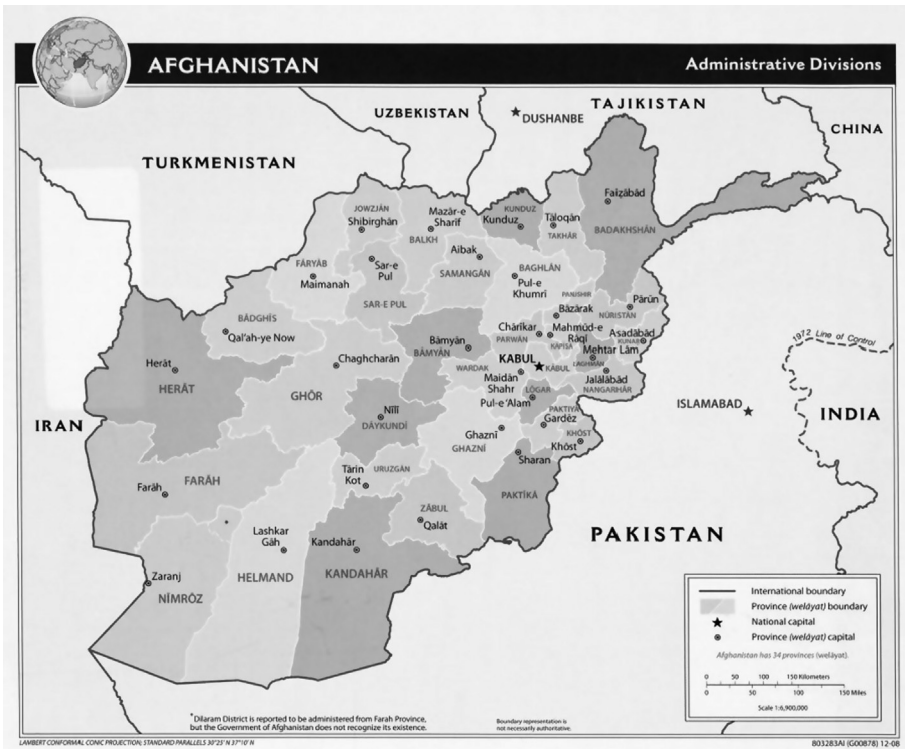 AFGHANISTAN
Administrative Divisions
UZBEKISTAN
TAJIKISTAN
DUSHANBE
CHINA
TURKMENISTAN
Faiẕābād
JOWZJĀN
Shibirghān
Mazār-e
Sharīf
BALKH
KUNDUZ
Kunduz
Tāloqān
TAKHĀR
BADAKHSHĀN
Aibak
SAMANGĀN
FĀRYĀB
Maimanah
Sar-e
Pul
SAR-E PUL
BAGHLĀN
Pul-e
Khumrī
PANJSHIR
Bāzārak
Pārūn
NŪRISTĀN
BĀDGHĪS
Qal'ah-ye Now
Chārīkār
PARWĀN
Maḥmūd-e
Rāqī
KĀPĪSA
Asadābād
KUNAR
Mehtar Lām
LAGHMĀN
1972 Line of Control
Herāt
HERĀT
Chaghcharān
GHŌR
Bāmyān
BĀMYĀN
KABUL
KĀBUL
WARDAK
Maidān
Shahr
Jalālābād
NANGARHĀR
LŌGAR
Pul-e 'Alam
Nīlī
DĀYKUNDĪ
PAKTIYĀ
Gardēz
ISLAMABAD
IRAN
INDIA
Ghaznī
GHAZNĪ
KHŌST
Khōst
Sharan
FARĀH
Farāh
Tārīn
Kot
URUZGĀN
PAKTĪKĀ
ZĀBUL
Qalāt
*
Lashkar
Gāh
Kandahār
PAKISTAN
Zaranj
NĪMRŌZ
HELMAND
KANDAHĀR
International boundary
Province (welāyat) boundary
National capital
Province (welāyat) capital
Afghanistan has 34 provinces (welāyat).
0 50 100 150 Kilometers
0 50 100 150 Miles
Scale 1:6,900,000
*Dilaram District is reported to be administered from Farah Province,
but the Government of Afghanistan does not recognize its existence.
Boundary representation is
not necessarily authoritative.
LAMBERT CONFORMAL CONIC PROJECTION; STANDARD PARALLELS 30°25' N 37°10' N
803283AI (G00878) 12-08